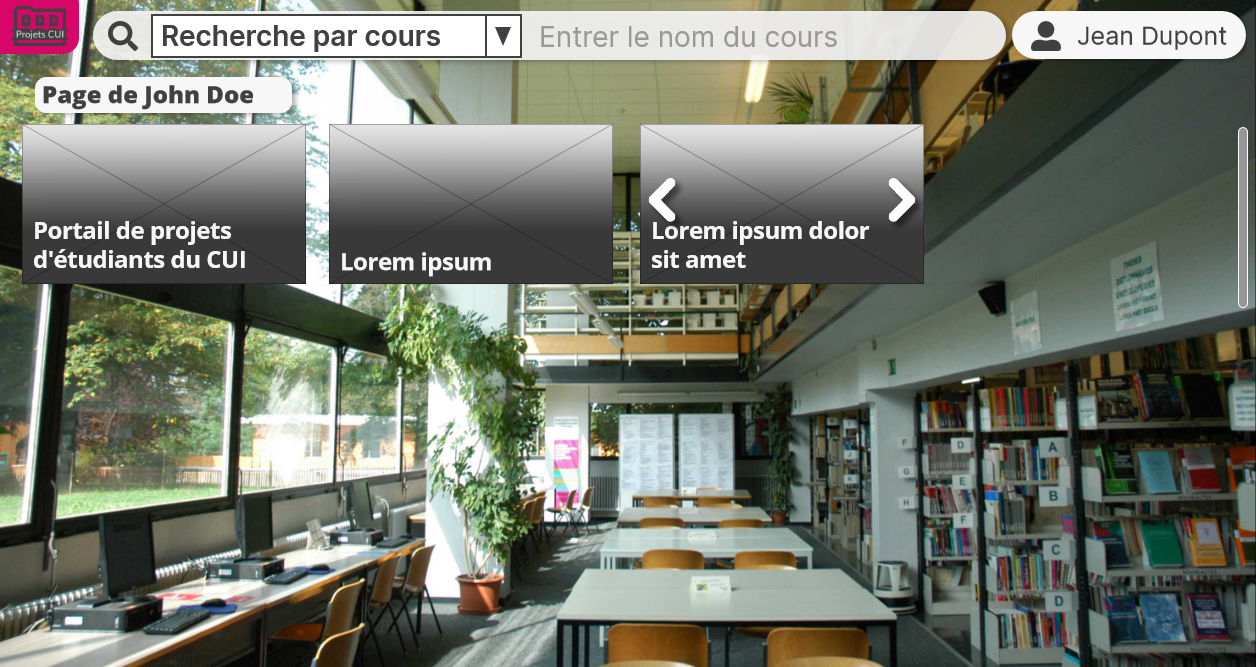 Projets CUI
Recherche par cours
Entrer le nom du cours
Jean Dupont
Page de John Doe
Portail de projets
d'étudiants du CUI
Lorem ipsum
Lorem ipsum dolor
sit amet
D
A
F
G
E
K
B
H
F
C
D